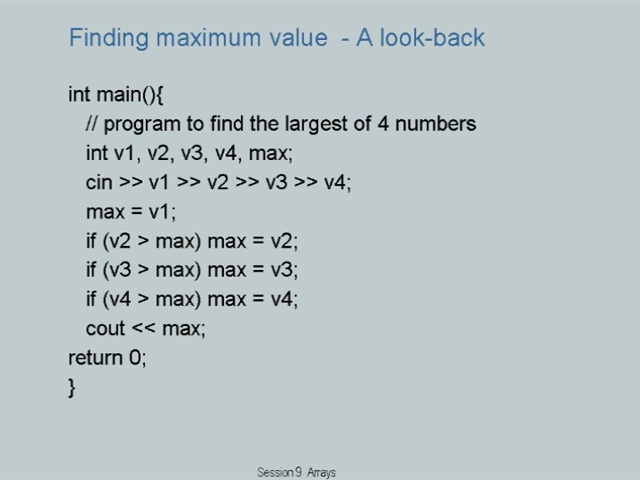 Finding maximum value - A look-back
int main(){
// program to find the largest of 4 numbers
int v1, v2, v3, v4, max;
cin >> v1 >> v2 >> v3 >> v4;
max = v1;
if (v2 > max) max = v2;
if (v3 > max) max = v3;
if (v4 > max) max = v4;
cout << max;
return 0;
}
Session 9 Arrays